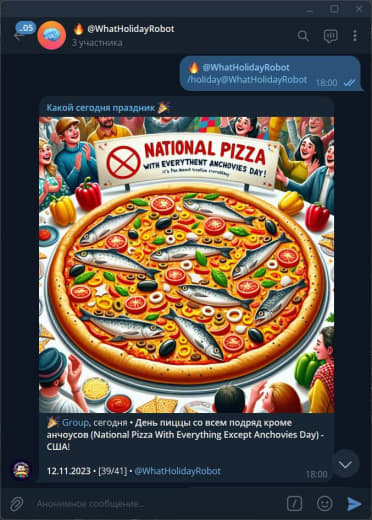 ..05
🔥 @WhatHolidayRobot
3 участника
🔥 @WhatHolidayRobot
/holiday@WhatHolidayRobot
18:00
Какой сегодня праздник 🎉
NATIONAL PIZZA
WITH EVERYTHENT ANCHOVIES DAY!
🎉 Group, сегодня • День пиццы со всем подряд кроме
анчоусов (National Pizza With Everything Except Anchovies Day) -
США!
12.11.2023 • [39/41] • @WhatHolidayRobot
18:00
Анонимное сообщение...